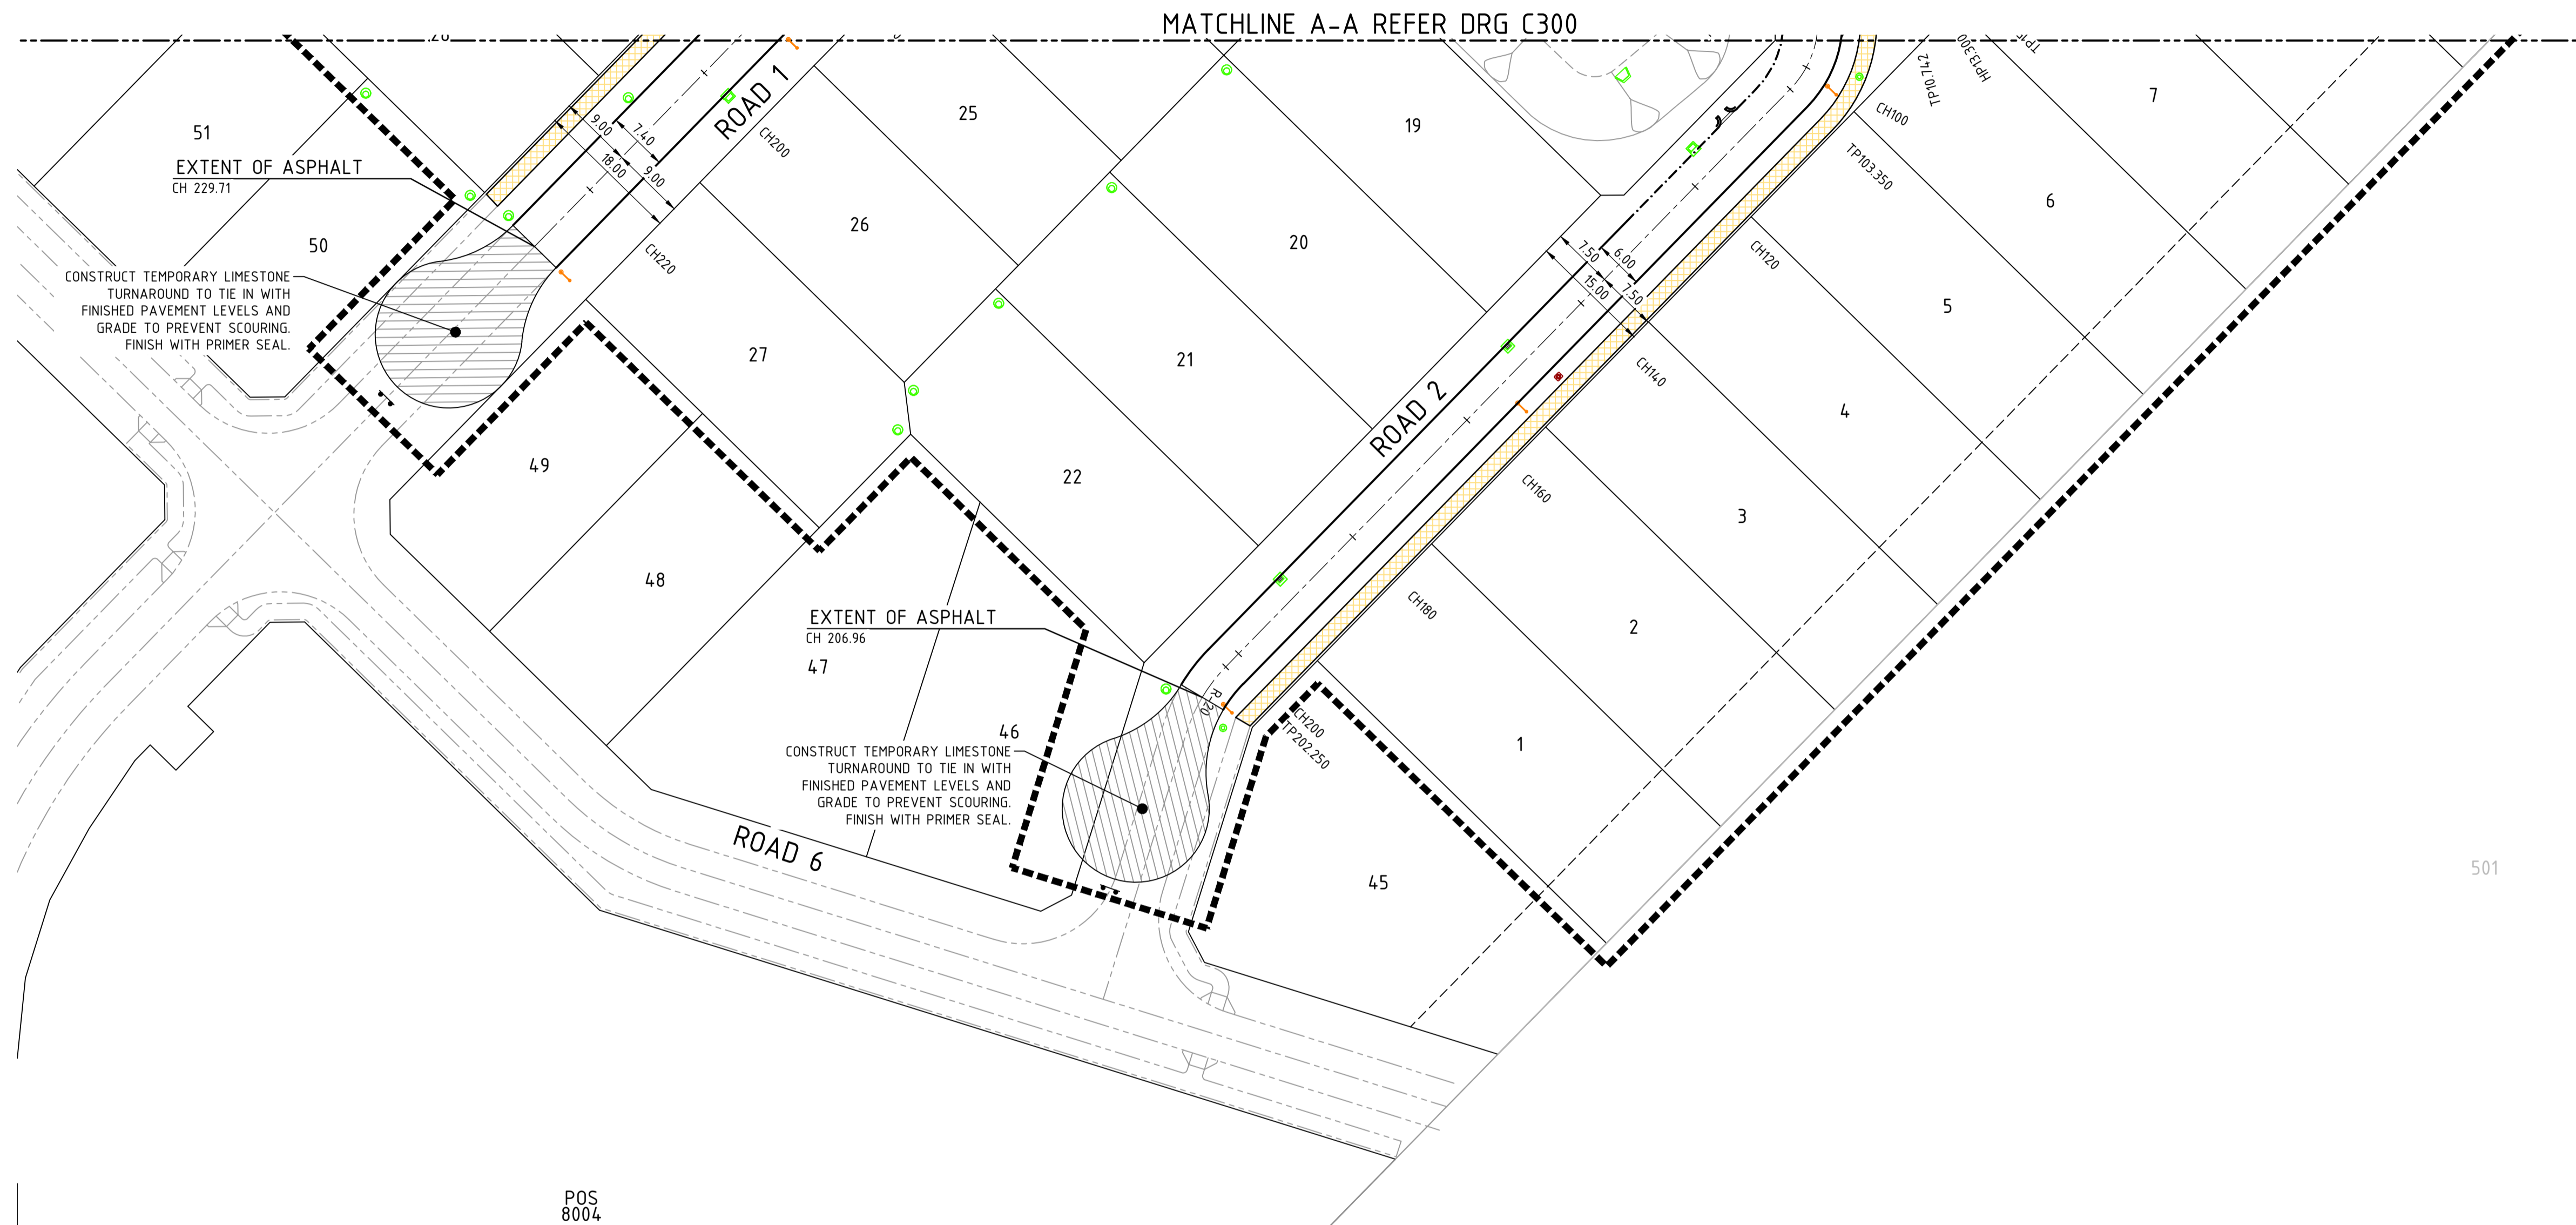 MATCHLINE A-A REFER DRG C300
ROAD 1
51
EXTENT OF ASPHALT
CH 229.71
50
CONSTRUCT TEMPORARY LIMESTONE
TURNAROUND TO TIE IN WITH
FINISHED PAVEMENT LEVELS AND
GRADE TO PREVENT SCOURING.
FINISH WITH PRIMER SEAL.
9.00
7.40
18.00
9.00
CH200
CH220
25
26
27
19
20
21
22
49
48
47
46
EXTENT OF ASPHALT
CH 206.96
CONSTRUCT TEMPORARY LIMESTONE
TURNAROUND TO TIE IN WITH
FINISHED PAVEMENT LEVELS AND
GRADE TO PREVENT SCOURING.
FINISH WITH PRIMER SEAL.
ROAD 6
ROAD 2
7.50
6.00
15.00
7.50
HP13.300
TP10.742
CH100
TP103.350
CH120
CH140
CH160
CH180
CH200
TP202.250
7
6
5
4
3
2
1
45
501
POS
8004